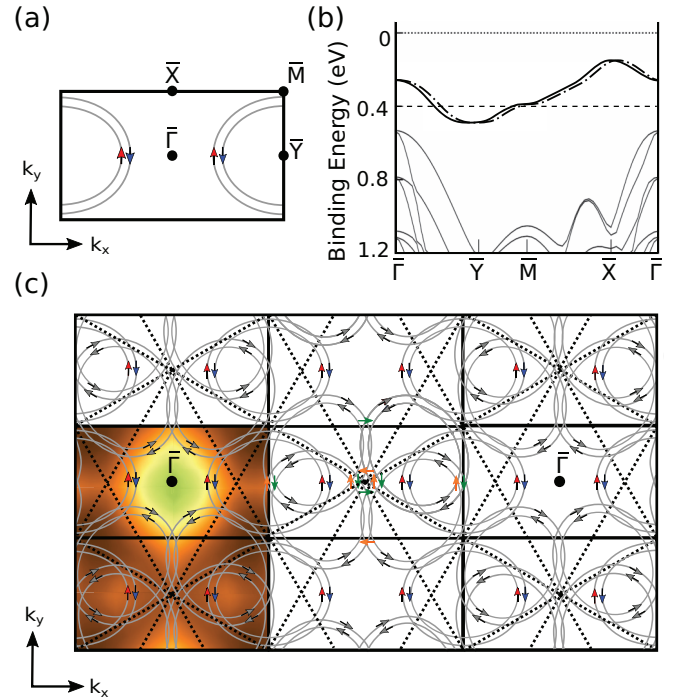 (a)
X̅
M̅
Γ̅
Y̅
k_y
k_x
(b)
Binding Energy (eV)
0
0.4
0.8
1.2
Γ̅ Y̅ M̅ X̅ Γ̅
(c)
Γ̅
Γ̅
k_y
k_x